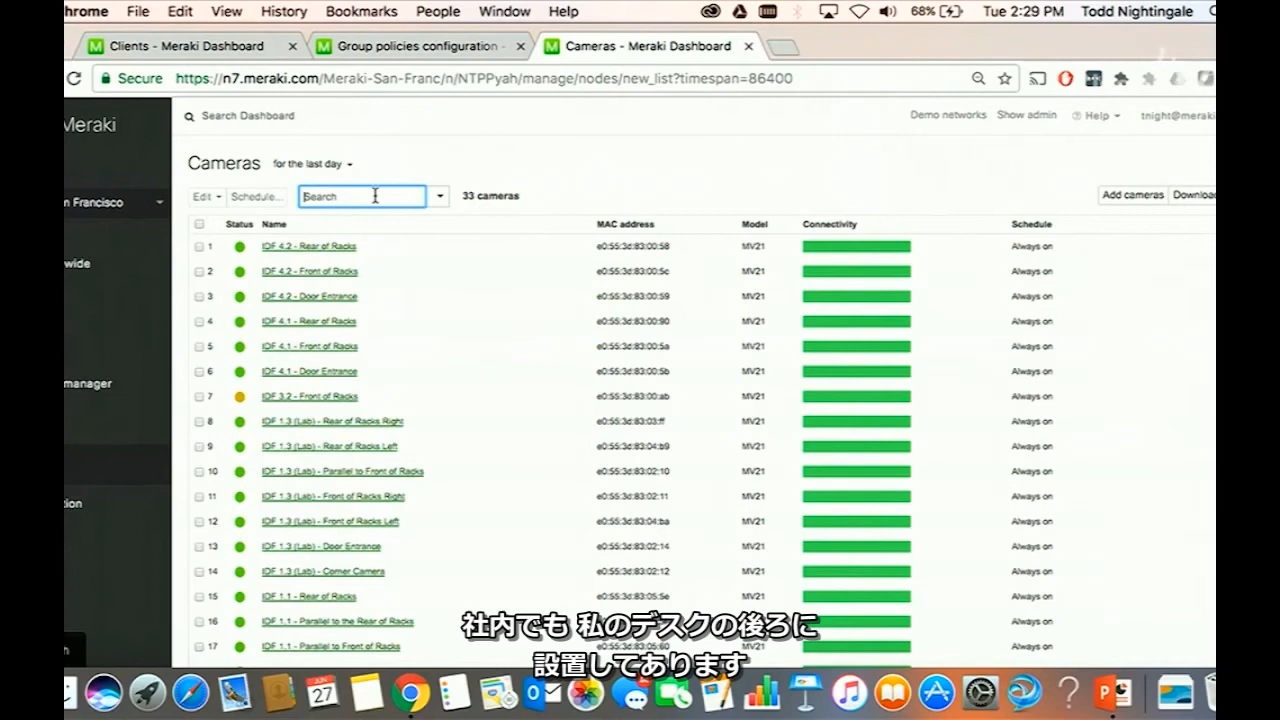 hrome File Edit View History Bookmarks People Window Help 68% Tue 2:29 PM Todd Nightingale
Clients - Meraki Dashboard Group policies configuration - Cameras - Meraki Dashboard
Secure https://n7.meraki.com/Meraki-San-Franc/n/NTPPyah/manage/nodes/new_list?timespan=86400
Meraki Search Dashboard Demo networks Show admin Help tnight@meraki
Cameras for the last day
n Francisco Edit Schedule... Search 33 cameras Add cameras Download
Status Name MAC address Model Connectivity Schedule
1 IDF 4.2 - Rear of Racks e0:55:3d:83:00:58 MV21 Always on
wide
2 IDF 4.2 - Front of Racks e0:55:3d:83:00:5c MV21 Always on
3 IDF 4.2 - Door Entrance e0:55:3d:83:00:59 MV21 Always on
4 IDF 4.1 - Rear of Racks e0:55:3d:83:00:90 MV21 Always on
5 IDF 4.1 - Front of Racks e0:55:3d:83:00:5a MV21 Always on
6 IDF 4.1 - Door Entrance e0:55:3d:83:00:5b MV21 Always on
manager
7 IDF 3.2 - Front of Racks e0:55:3d:83:00:ab MV21 Always on
8 IDF 1.3 (Lab) - Rear of Racks Right e0:55:3d:83:03:ff MV21 Always on
9 IDF 1.3 (Lab) - Rear of Racks Left e0:55:3d:83:04:b9 MV21 Always on
10 IDF 1.3 (Lab) - Parallel to Front of Racks e0:55:3d:83:02:10 MV21 Always on
11 IDF 1.3 (Lab) - Front of Racks Right e0:55:3d:83:02:11 MV21 Always on
tion
12 IDF 1.3 (Lab) - Front of Racks Left e0:55:3d:83:04:ba MV21 Always on
13 IDF 1.3 (Lab) - Door Entrance e0:55:3d:83:02:14 MV21 Always on
14 IDF 1.3 (Lab) - Corner Camera e0:55:3d:83:02:12 MV21 Always on
15 IDF 1.1 - Rear of Racks e0:55:3d:83:05:5e MV21 Always on
16 IDF 1.1 - Parallel to the Rear of Racks Always on
17 IDF 1.1 - Parallel to Front of Racks MV21 Always on
社内でも 私のデスクの後ろに
設置してあります
JUN
27